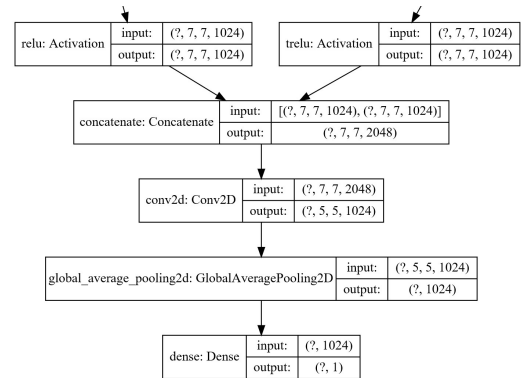 relu: Activation input: (?, 7, 7, 1024) output: (?, 7, 7, 1024)
trelu: Activation input: (?, 7, 7, 1024) output: (?, 7, 7, 1024)
concatenate: Concatenate input: [(?, 7, 7, 1024), (?, 7, 7, 1024)] output: (?, 7, 7, 2048)
conv2d: Conv2D input: (?, 7, 7, 2048) output: (?, 5, 5, 1024)
global_average_pooling2d: GlobalAveragePooling2D input: (?, 5, 5, 1024) output: (?, 1024)
dense: Dense input: (?, 1024) output: (?, 1)